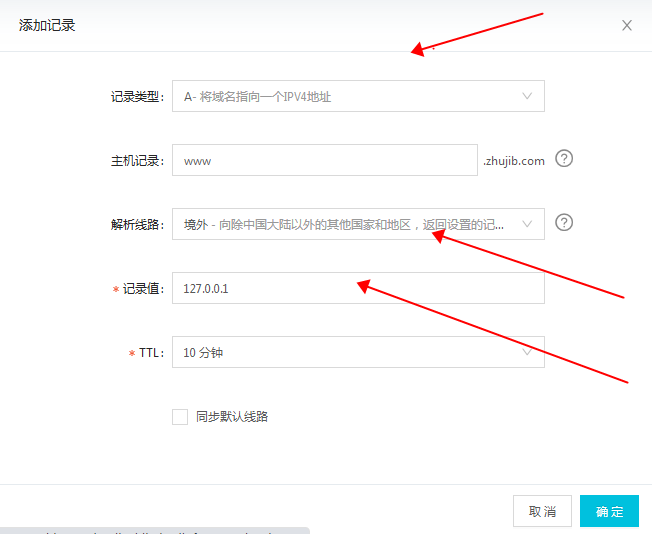 添加记录
记录类型: A- 将域名指向一个IPV4地址
主机记录: www .zhujib.com
解析线路: 境外 - 向除中国大陆以外的其他国家和地区，返回设置的记...
* 记录值: 127.0.0.1
* TTL: 10 分钟
同步默认线路
取消 确定